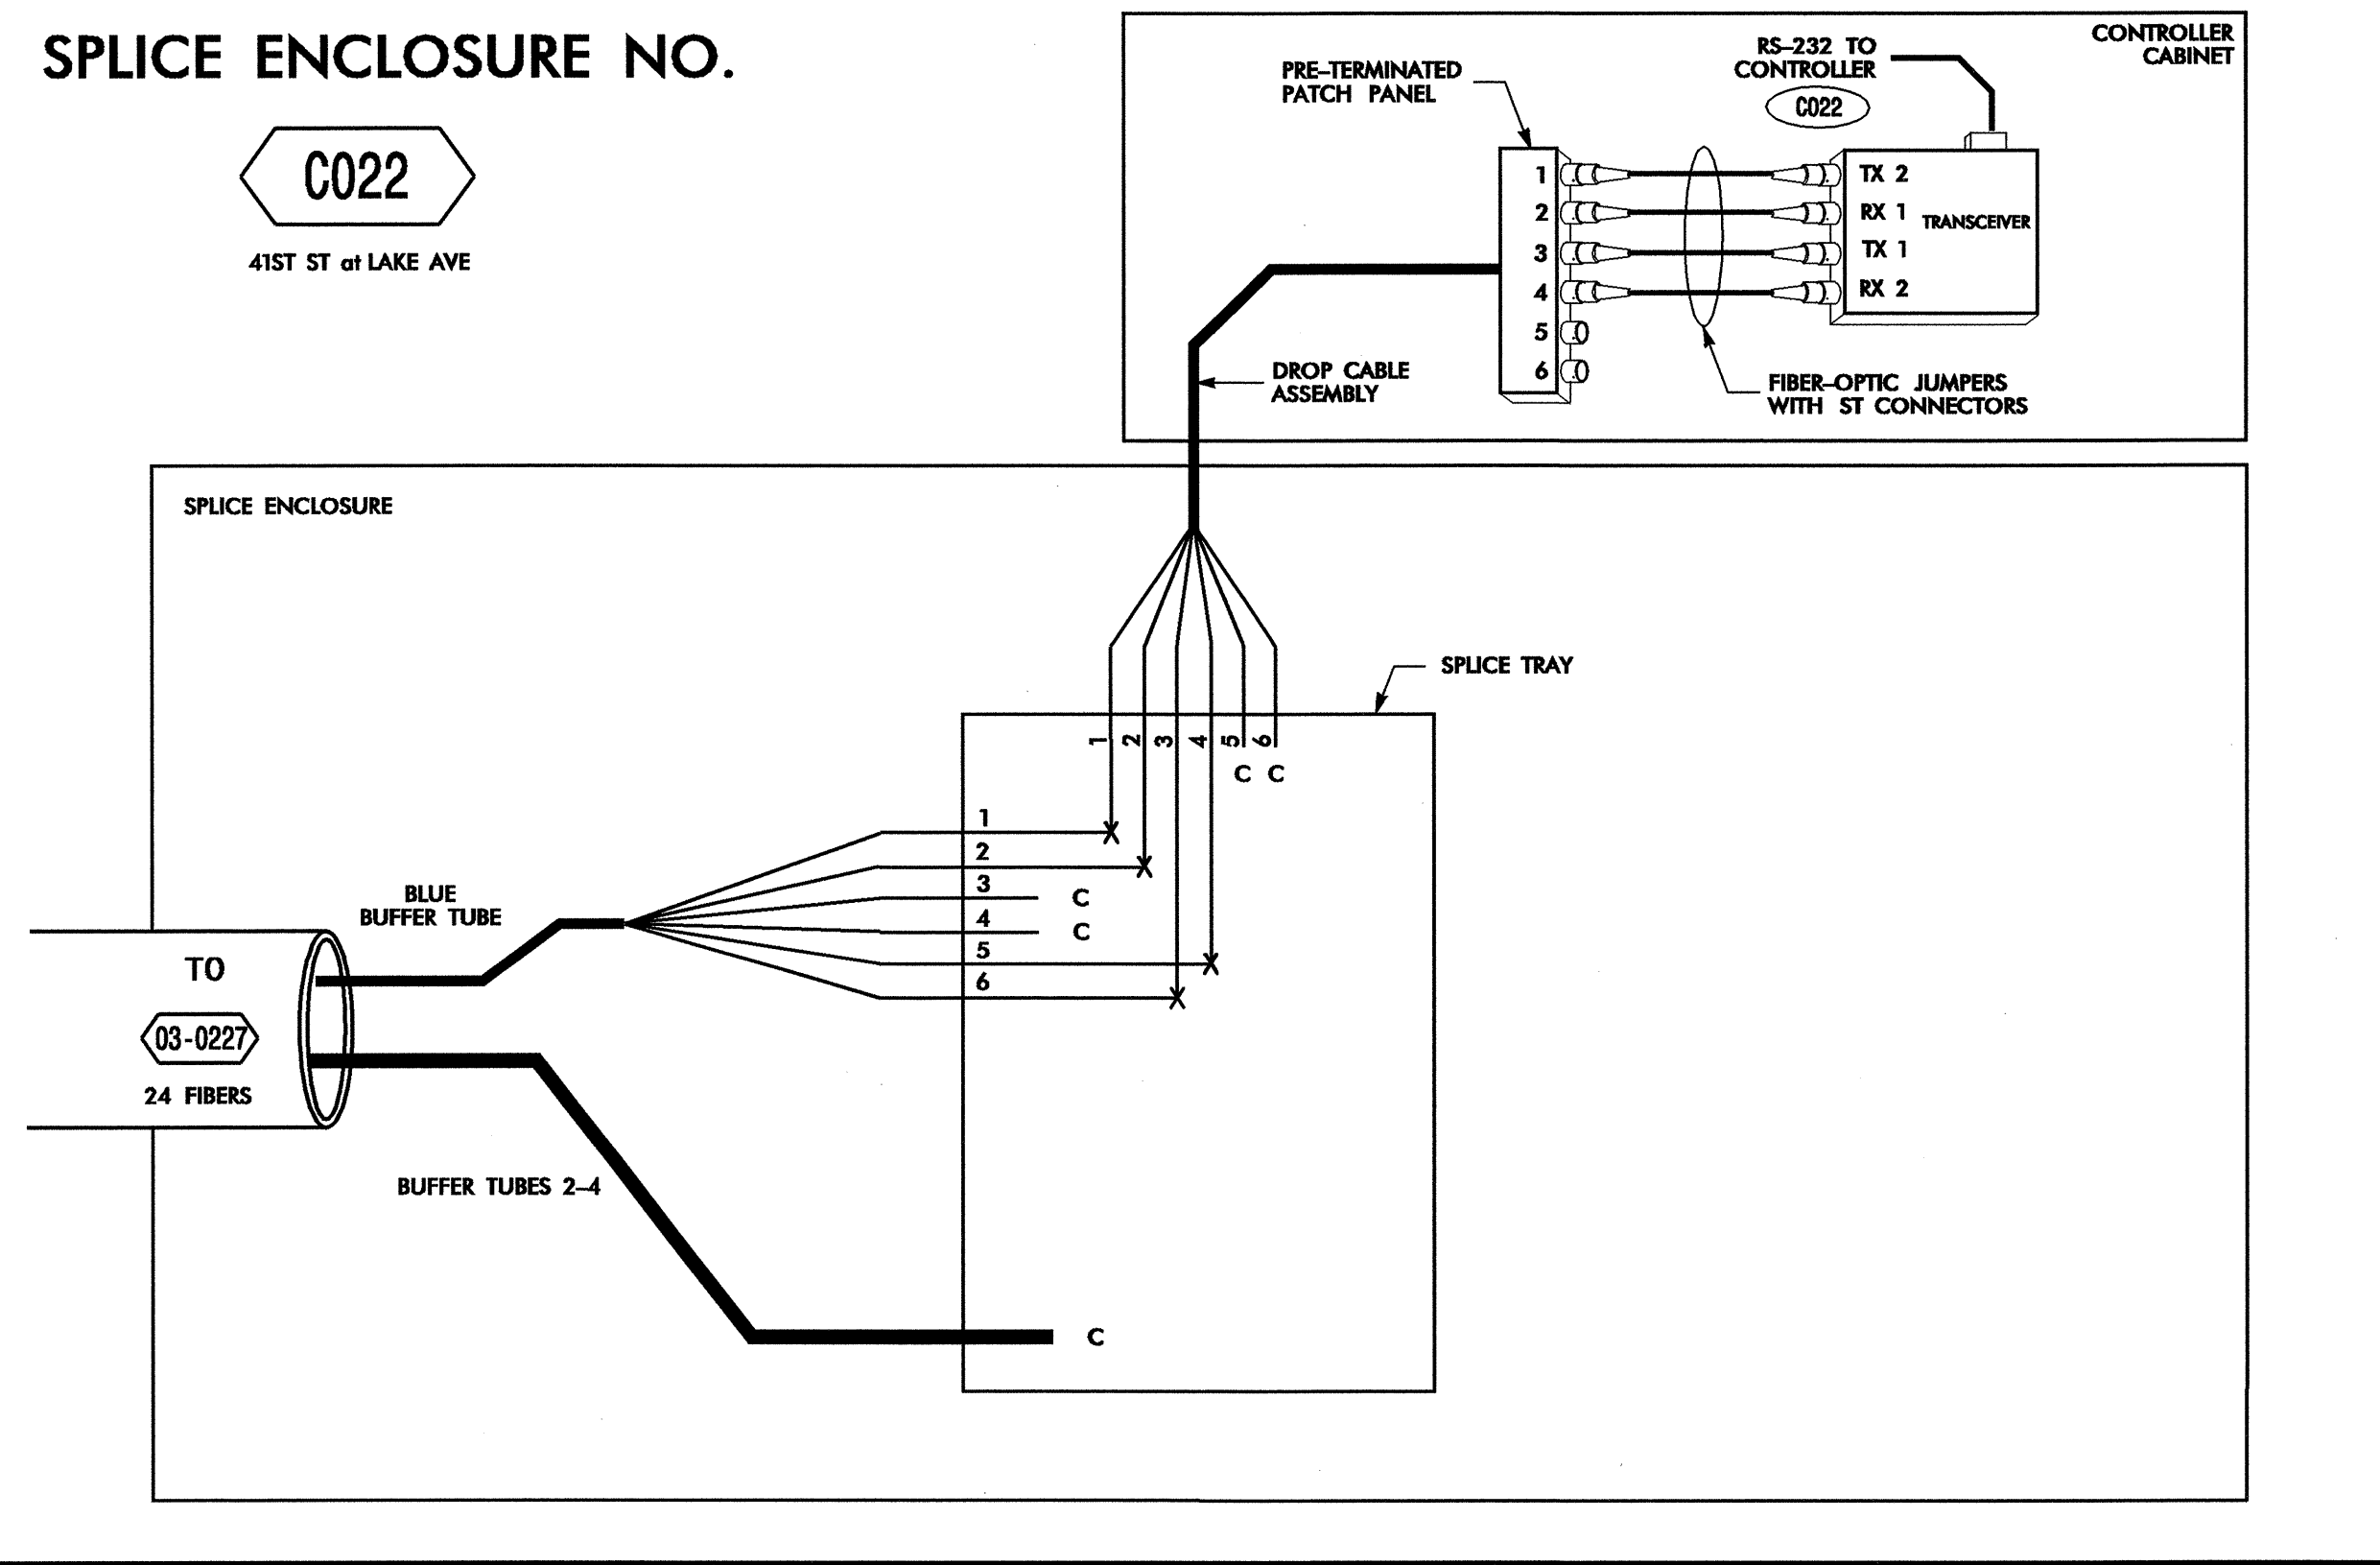 SPLICE ENCLOSURE NO.
C022
41ST ST at LAKE AVE
CONTROLLER
CABINET
RS-232 TO
CONTROLLER
C022
PRE-TERMINATED
PATCH PANEL
1
2
3
4
5
6
TX 2
RX 1
TX 1
RX 2
TRANSCEIVER
DROP CABLE
ASSEMBLY
FIBER-OPTIC JUMPERS
WITH ST CONNECTORS
SPLICE ENCLOSURE
SPLICE TRAY
1 2 3 4 5 6
C C
1
2
3 C
4 C
5
6
BLUE
BUFFER TUBE
TO
03-0227
24 FIBERS
BUFFER TUBES 2-4
C